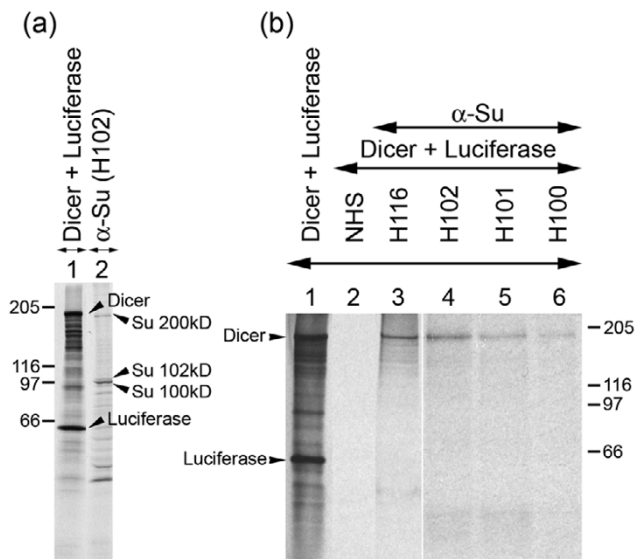 (a)
Dicer + Luciferase
α-Su (H102)
1 2
205
116
97
66
Dicer
Su 200kD
Su 102kD
Su 100kD
Luciferase
(b)
α-Su
Dicer + Luciferase
Dicer + Luciferase
NHS
H116
H102
H101
H100
1 2 3 4 5 6
Dicer
Luciferase
205
116
97
66